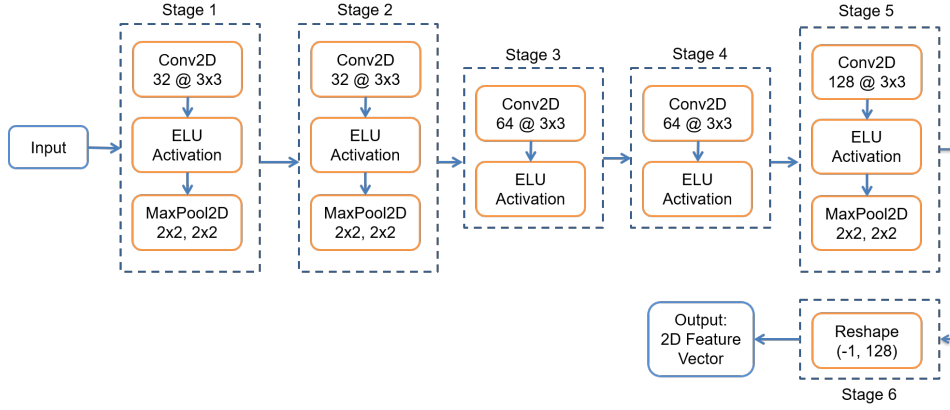 Stage 1
Conv2D
32 @ 3x3
ELU
Activation
MaxPool2D
2x2, 2x2
Stage 2
Conv2D
32 @ 3x3
ELU
Activation
MaxPool2D
2x2, 2x2
Stage 3
Conv2D
64 @ 3x3
ELU
Activation
Stage 4
Conv2D
64 @ 3x3
ELU
Activation
Stage 5
Conv2D
128 @ 3x3
ELU
Activation
MaxPool2D
2x2, 2x2
Input
Output:
2D Feature
Vector
Reshape
(-1, 128)
Stage 6